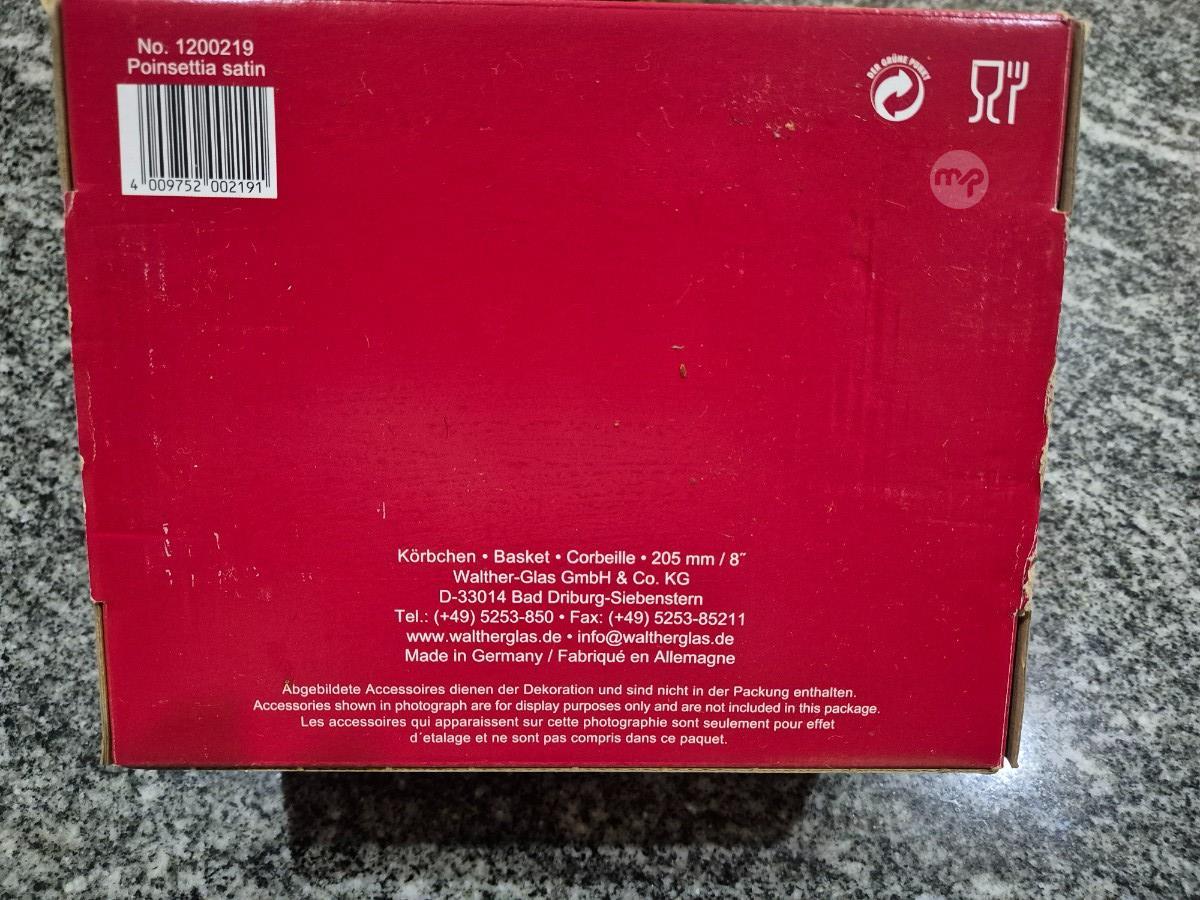 No. 1200219
Poinsettia satin
4 009752 002191
DER GRÜNE PUNKT
mp
Körbchen • Basket • Corbeille • 205 mm / 8˝
Walther-Glas GmbH & Co. KG
D-33014 Bad Driburg-Siebenstern
Tel.: (+49) 5253-850 • Fax: (+49) 5253-85211
www.waltherglas.de • info@waltherglas.de
Made in Germany / Fabriqué en Allemagne
Abgebildete Accessoires dienen der Dekoration und sind nicht in der Packung enthalten.
Accessories shown in photograph are for display purposes only and are not included in this package.
Les accessoires qui apparaissent sur cette photographie sont seulement pour effet
d´etalage et ne sont pas compris dans ce paquet.